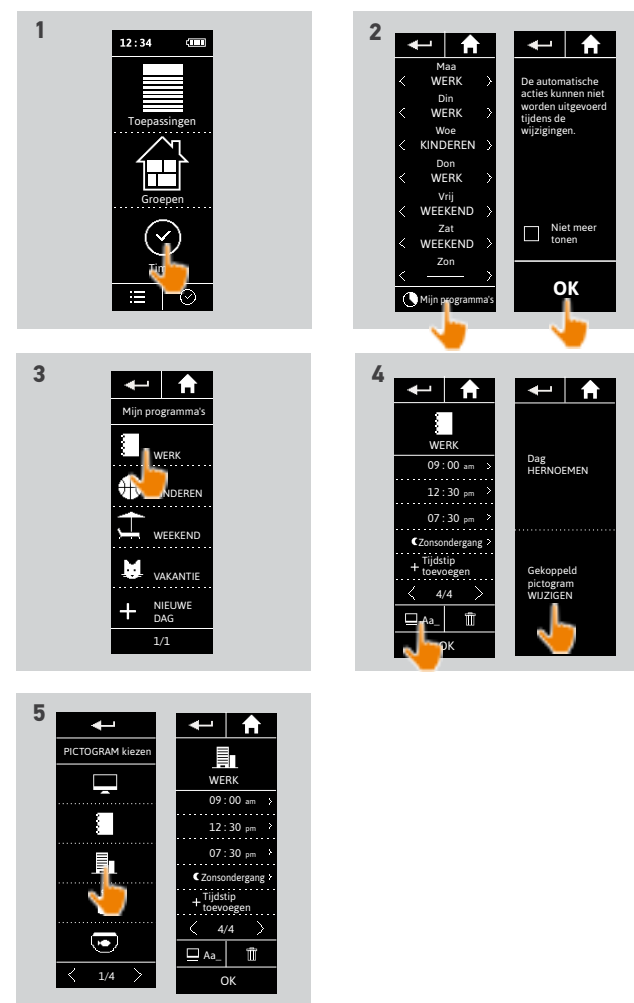 1
12:34
Toepassingen
Groepen
2
Maa
WERK
Din
WERK
Woe
KINDEREN
Don
WERK
Vrij
WEEKEND
Zat
WEEKEND
Zon
Mijn programma's
De automatische
acties kunnen niet
worden uitgevoerd
tijdens de
wijzigingen.
Niet meer
tonen
OK
3
Mijn programma's
WERK
KINDEREN
WEEKEND
VAKANTIE
NIEUWE
DAG
1/1
4
WERK
09:00 am
12:30 pm
07:30 pm
Zonsondergang
+ Tijdstip
toevoegen
4/4
Aa_
OK
Dag
HERNOEMEN
Gekoppeld
pictogram
WIJZIGEN
5
PICTOGRAM kiezen
1/4
WERK
09:00 am
12:30 pm
07:30 pm
Zonsondergang
+ Tijdstip
toevoegen
4/4
Aa_
OK